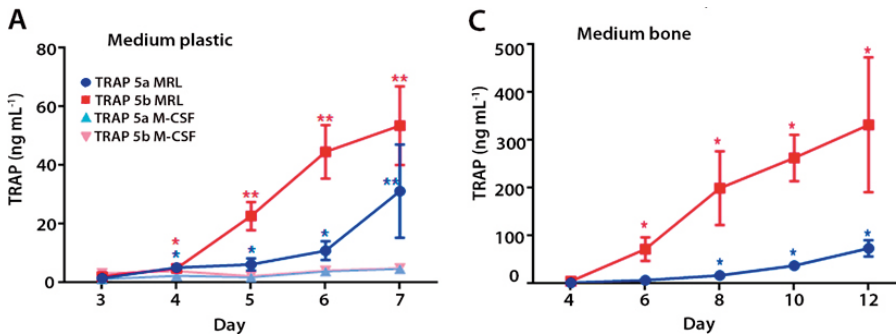 A
Medium plastic
80
60
40
20
0
TRAP (ng mL⁻¹)
TRAP 5a MRL
TRAP 5b MRL
TRAP 5a M-CSF
TRAP 5b M-CSF
*
*
**
*
**
*
**
**
3 4 5 6 7
Day
C
Medium bone
500
400
300
200
100
0
TRAP (ng mL⁻¹)
*
*
*
*
*
*
*
4 6 8 10 12
Day